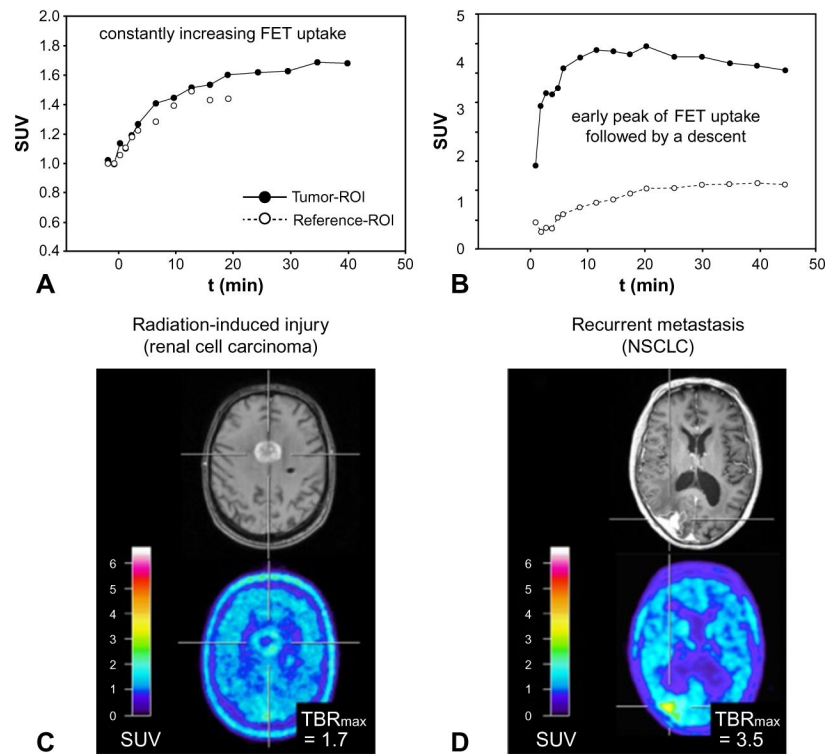 constantly increasing FET uptake
SUV
2.0
1.8
1.6
1.4
1.2
1.0
0.8
0.6
0.4
Tumor-ROI
Reference-ROI
0 10 20 30 40 50
t (min)
A
SUV
5
4
4
2
1
0
early peak of FET uptake
followed by a descent
0 10 20 30 40 50
t (min)
B
Radiation-induced injury
(renal cell carcinoma)
6
5
4
3
2
1
0
SUV
TBRmax
= 1.7
C
Recurrent metastasis
(NSCLC)
6
5
4
3
2
1
0
SUV
TBRmax
= 3.5
D